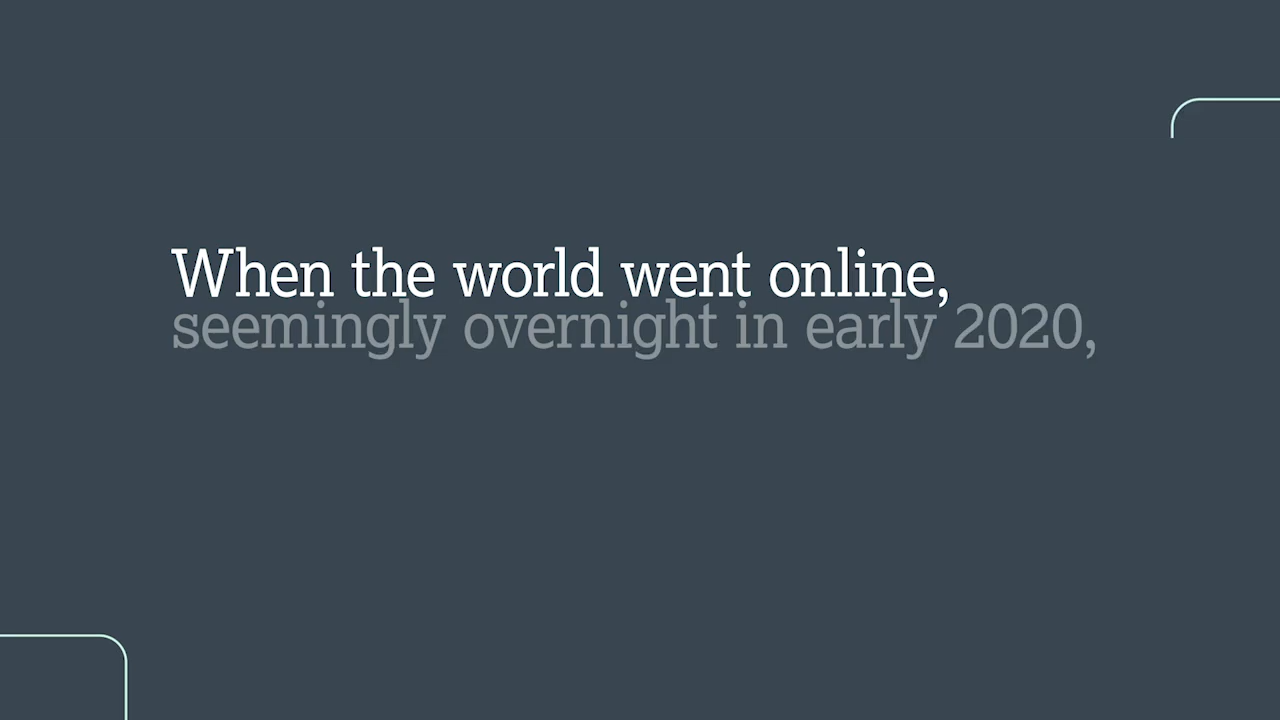 When the world went online,
seemingly overnight in early 2020,